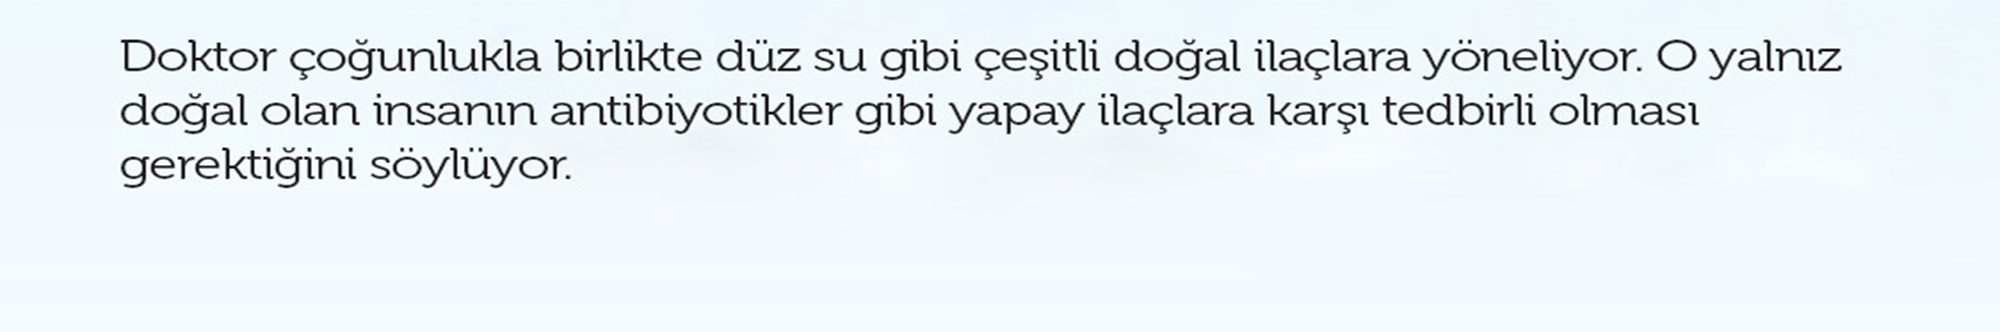 Doktor çoğunlukla birlikte düz su gibi çeşitli doğal ilaçlara yöneliyor. O yalnız
doğal olan insanın antibiyotikler gibi yapay ilaçlara karşı tedbirli olması
gerektiğini söylüyor.